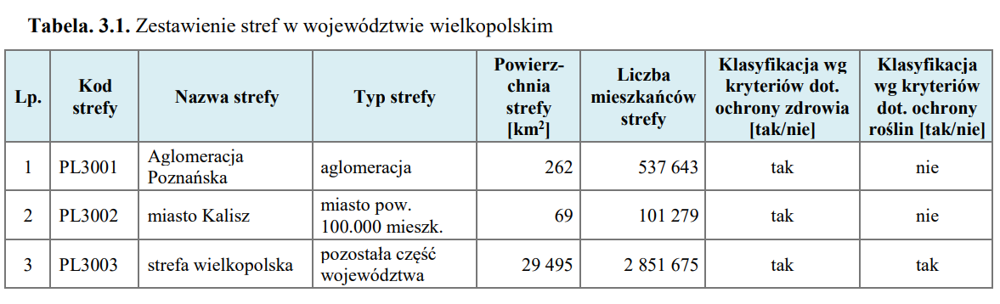 Tabela. 3.1. Zestawienie stref w województwie wielkopolskim
Lp.
Kod
strefy
Nazwa strefy
Typ strefy
Powierz-
chnia
strefy
[km²]
Liczba
mieszkańców
strefy
Klasyfikacja wg
kryteriów dot.
ochrony zdrowia
[tak/nie]
Klasyfikacja
wg kryteriów
dot. ochrony
roślin [tak/nie]
1
PL3001
Aglomeracja
Poznańska
aglomeracja
262
537 643
tak
nie
2
PL3002
miasto Kalisz
miasto pow.
100.000 mieszk.
69
101 279
tak
nie
3
PL3003
strefa wielkopolska
pozostała część
województwa
29 495
2 851 675
tak
tak